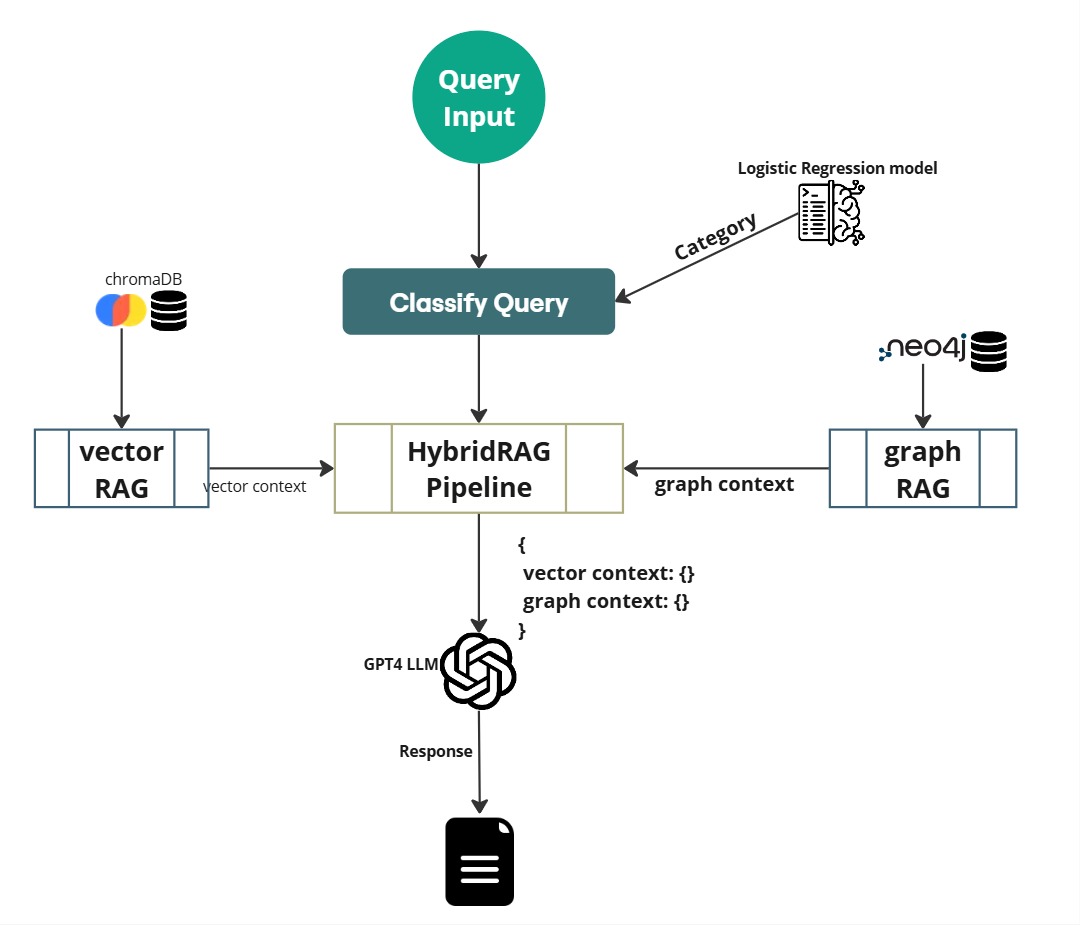 Query
Input
Logistic Regression model
Category
chromaDB
Classify Query
neo4j
vector
RAG
HybridRAG
Pipeline
graph
RAG
vector context
graph context
{
vector context: {}
graph context: {}
}
GPT4 LLM
Response